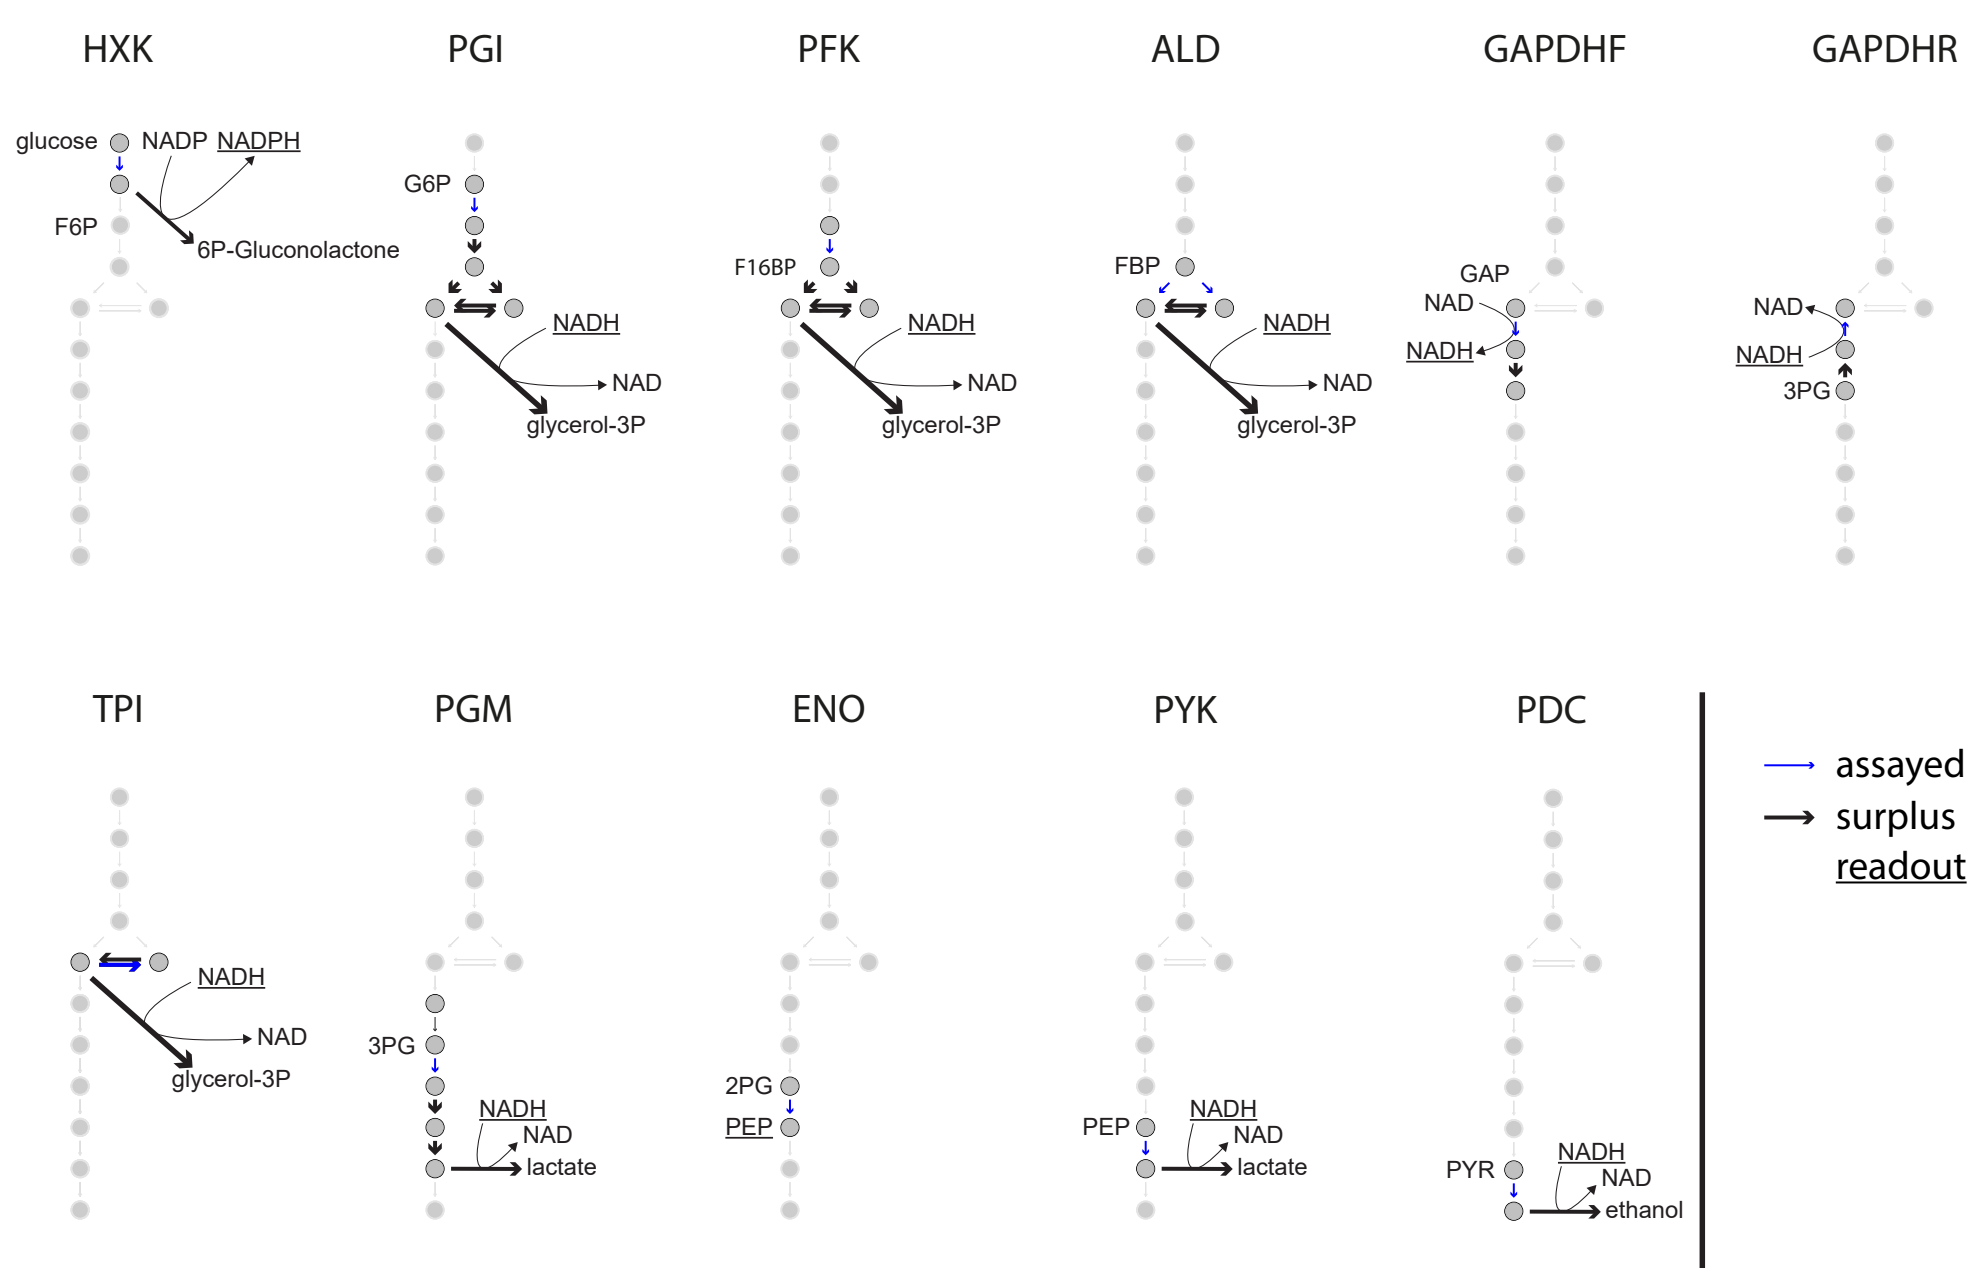 HXK PGI PFK ALD GAPDHF GAPDHR
glucose NADP NADPH
F6P
6P-Gluconolactone
G6P
NADH
NAD
glycerol-3P
F16BP
NADH
NAD
glycerol-3P
FBP
NADH
NAD
glycerol-3P
GAP
NAD
NADH
NAD
NADH
3PG
TPI PGM ENO PYK PDC
NADH
NAD
glycerol-3P
3PG
NADH
NAD
lactate
2PG
PEP
PEP
NADH
NAD
lactate
PYR
NADH
NAD
ethanol
assayed
surplus
readout